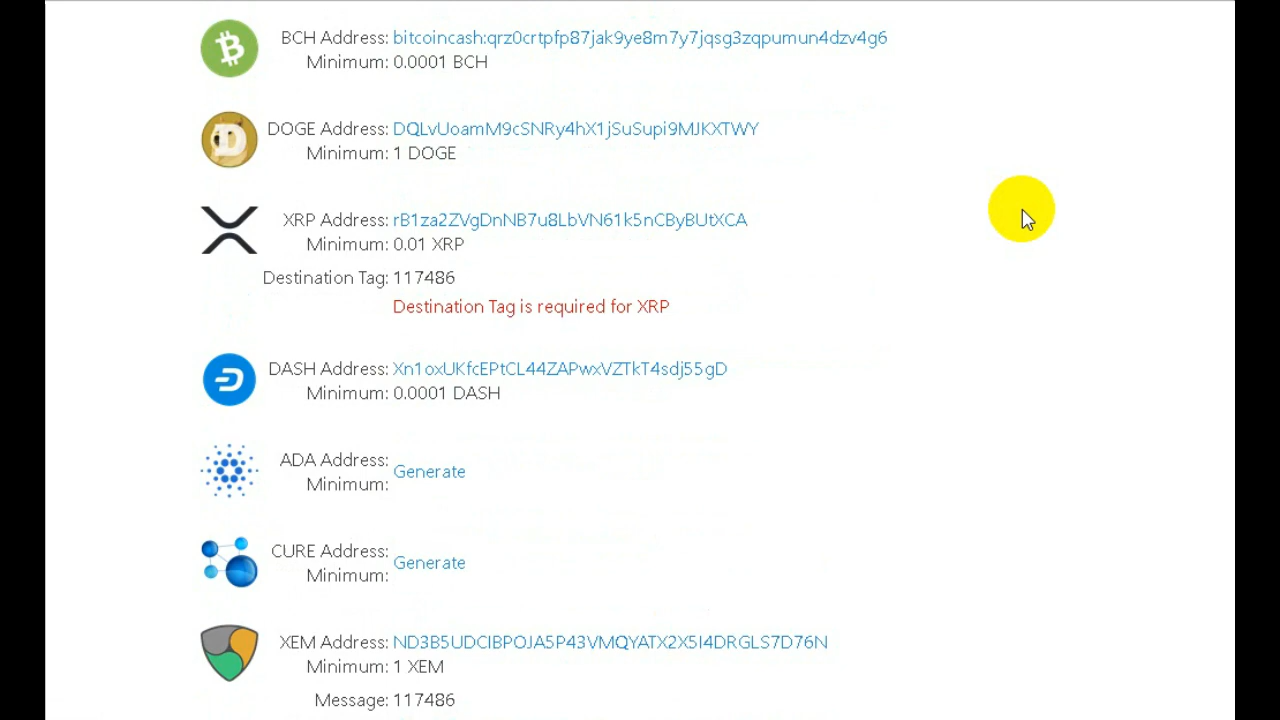 BCH Address: bitcoincash:qrz0crtpfp87jak9ye8m7y7jqsg3zqpumun4dzv4g6
Minimum: 0.0001 BCH
DOGE Address: DQLvUoamM9cSNRy4hX1jSuSupi9MJKXTWY
Minimum: 1 DOGE
XRP Address: rB1za2ZVgDnNB7u8LbVN61k5nCByBUtXCA
Minimum: 0.01 XRP
Destination Tag: 117486
Destination Tag is required for XRP
DASH Address: Xn1oxUKfcEPtCL44ZAPwxVZTkT4sdj55gD
Minimum: 0.0001 DASH
ADA Address:
Generate
Minimum:
CURE Address:
Generate
Minimum:
XEM Address: ND3B5UDCIBPOJA5P43VMQYATX2X5I4DRGLS7D76N
Minimum: 1 XEM
Message: 117486